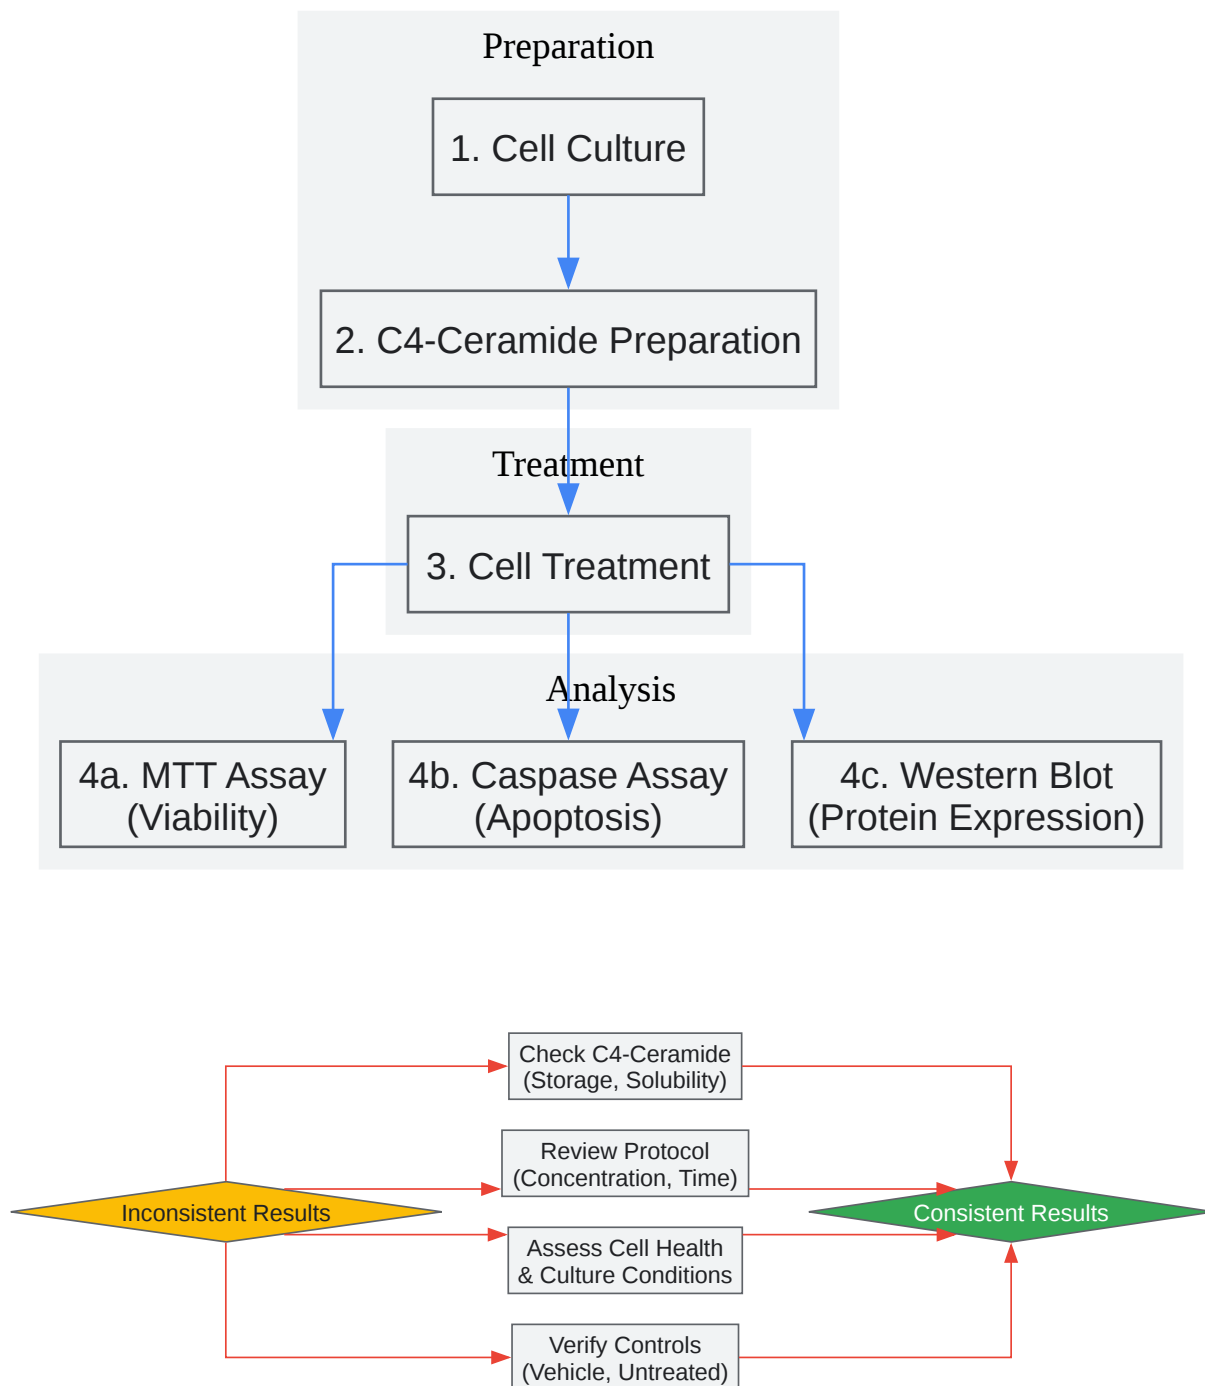 Preparation
1. Cell Culture
2. C4-Ceramide Preparation
Treatment
3. Cell Treatment
Analysis
4a. MTT Assay
(Viability)
4b. Caspase Assay
(Apoptosis)
4c. Western Blot
(Protein Expression)
Check C4-Ceramide
(Storage, Solubility)
Review Protocol
(Concentration, Time)
Inconsistent Results
Consistent Results
Assess Cell Health
& Culture Conditions
Verify Controls
(Vehicle, Untreated)